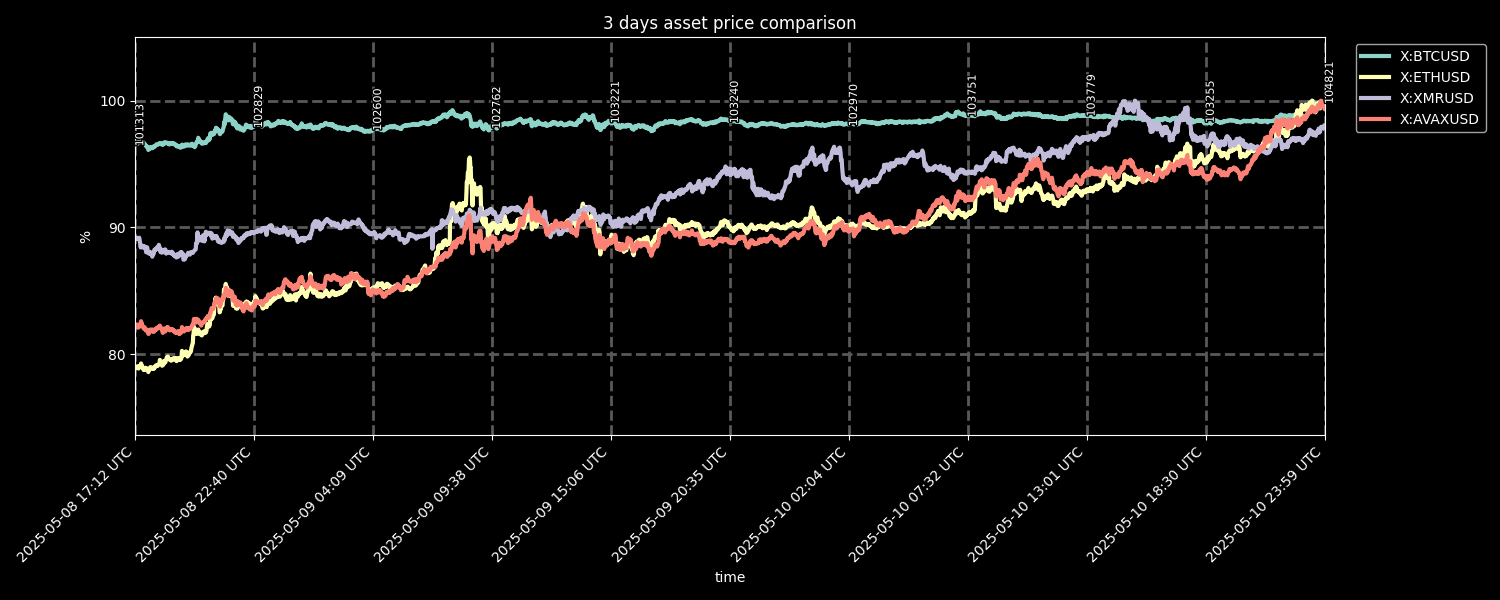 3 days asset price comparison
X:BTCUSD
X:ETHUSD
X:XMRUSD
X:AVAXUSD
100
90
80
%
101313
102829
102600
102762
103221
103240
102970
103751
103779
103255
104821
2025-05-08 17:12 UTC
2025-05-08 22:40 UTC
2025-05-09 04:09 UTC
2025-05-09 09:38 UTC
2025-05-09 15:06 UTC
2025-05-09 20:35 UTC
2025-05-10 02:04 UTC
2025-05-10 07:32 UTC
2025-05-10 13:01 UTC
2025-05-10 18:30 UTC
2025-05-10 23:59 UTC
time